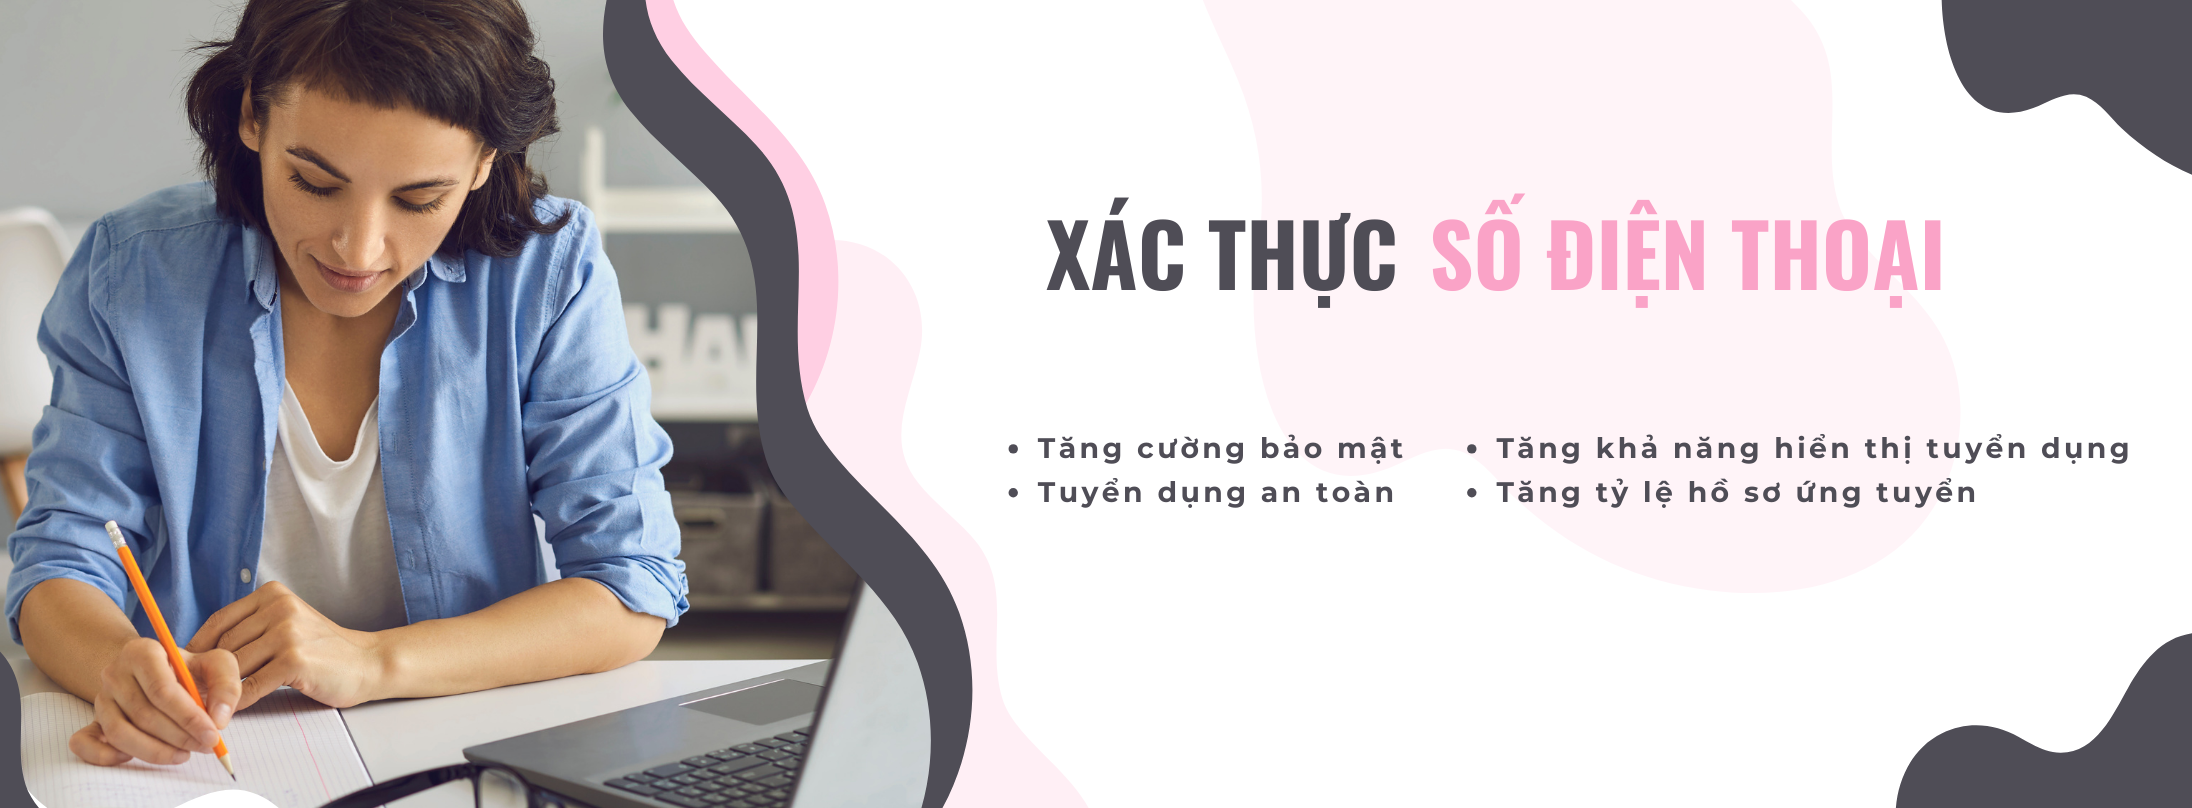 XÁC THỰC SỐ ĐIỆN THOẠI
• Tăng cường bảo mật
• Tuyển dụng an toàn
• Tăng khả năng hiển thị tuyển dụng
• Tăng tỷ lệ hồ sơ ứng tuyển